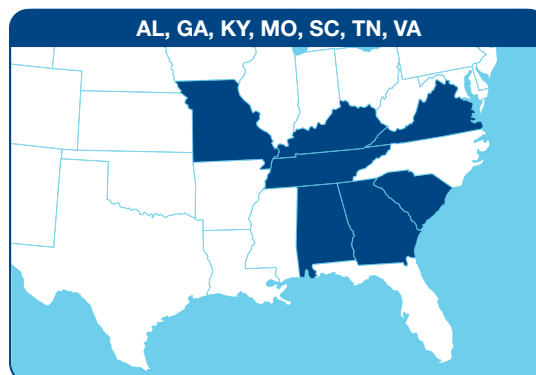 AL, GA, KY, MO, SC, TN, VA